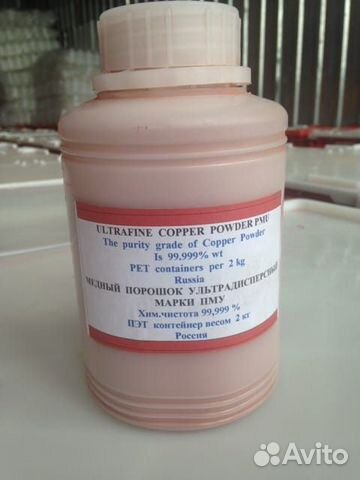 ULTRAFINE COPPER POWDER PMU
The purity grade of Copper Powder
Is 99,999% wt
PET containers per 2 kg
Russia
МЕДНЫЙ ПОРОШОК УЛЬТРАДИСПЕРСНЫЙ
МАРКИ ПМУ
Хим.чистота 99,999 %
ПЭТ контейнер весом 2 кг
Россия
Avito